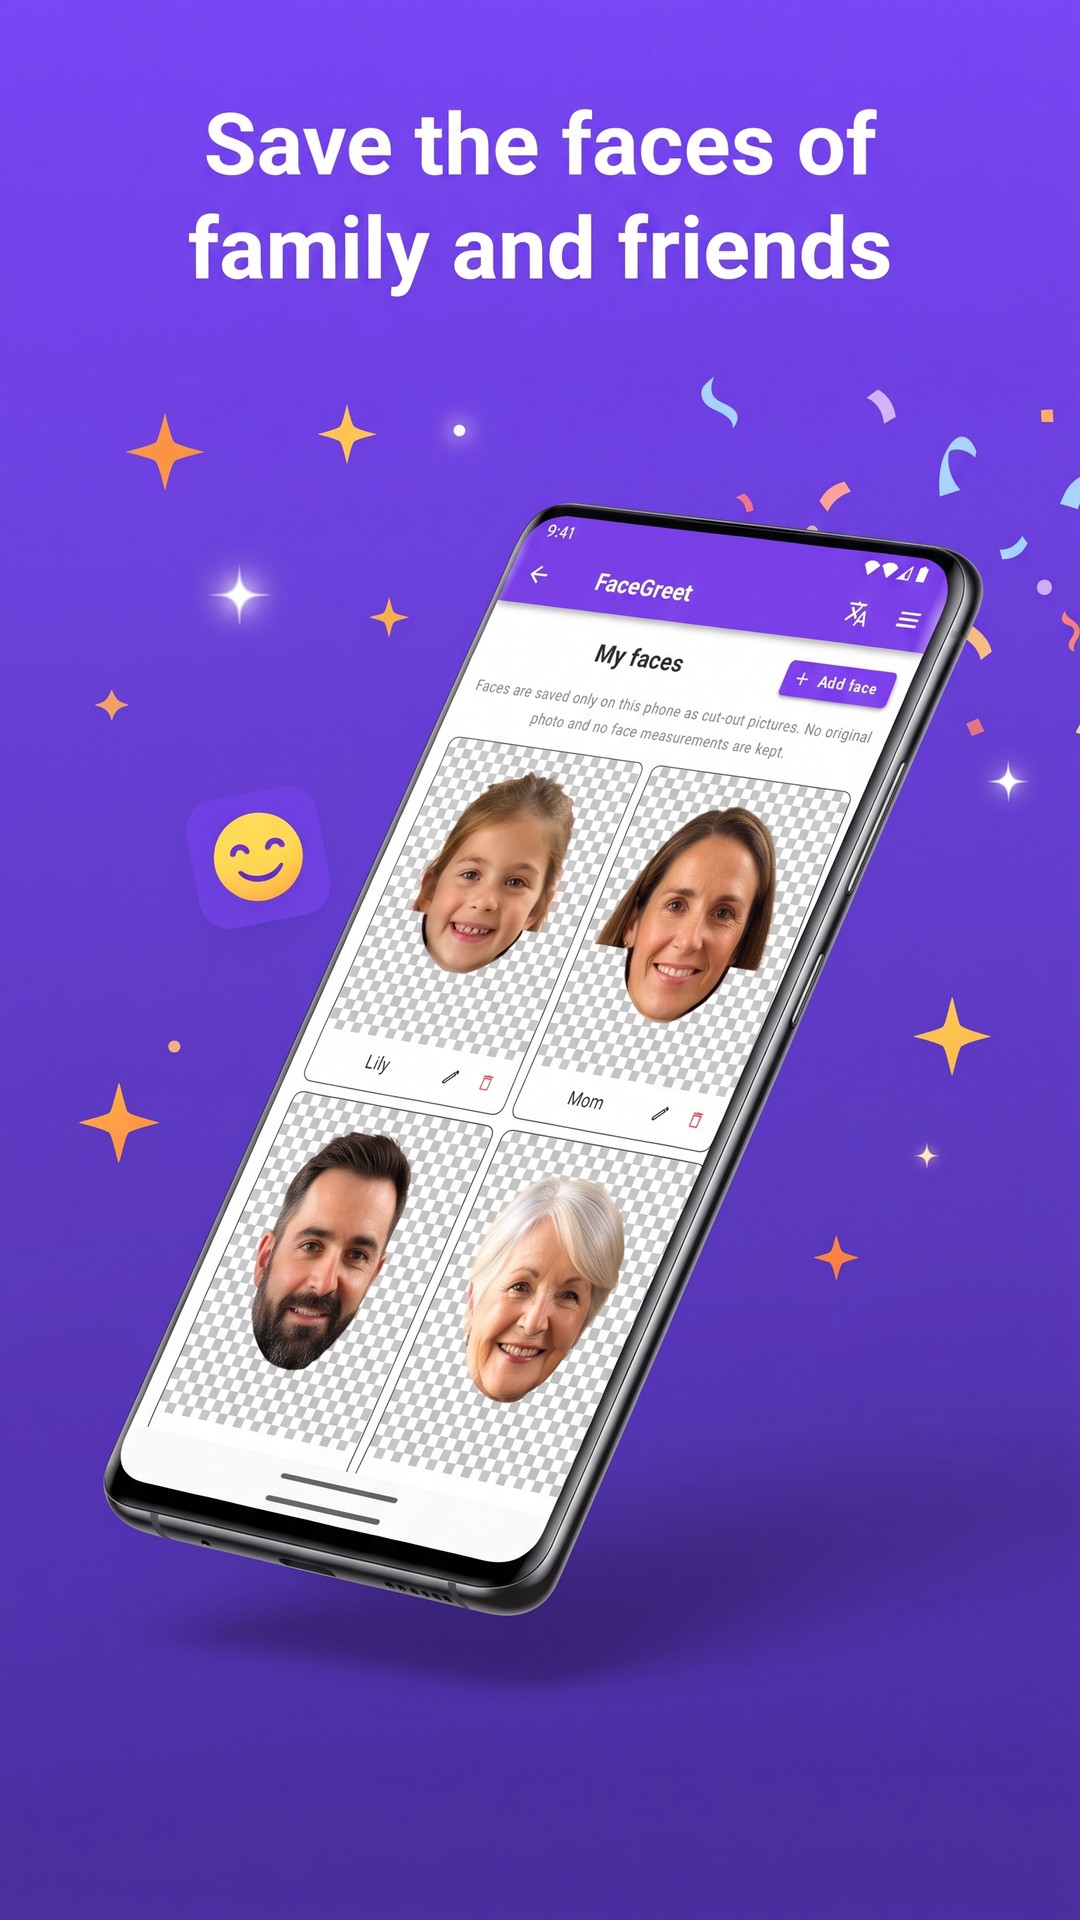 Save the faces of
family and friends
9:41
FaceGreet
My faces
+ Add face
Faces are saved only on this phone as cut-out pictures. No original
photo and no face measurements are kept.
Lily
Mom